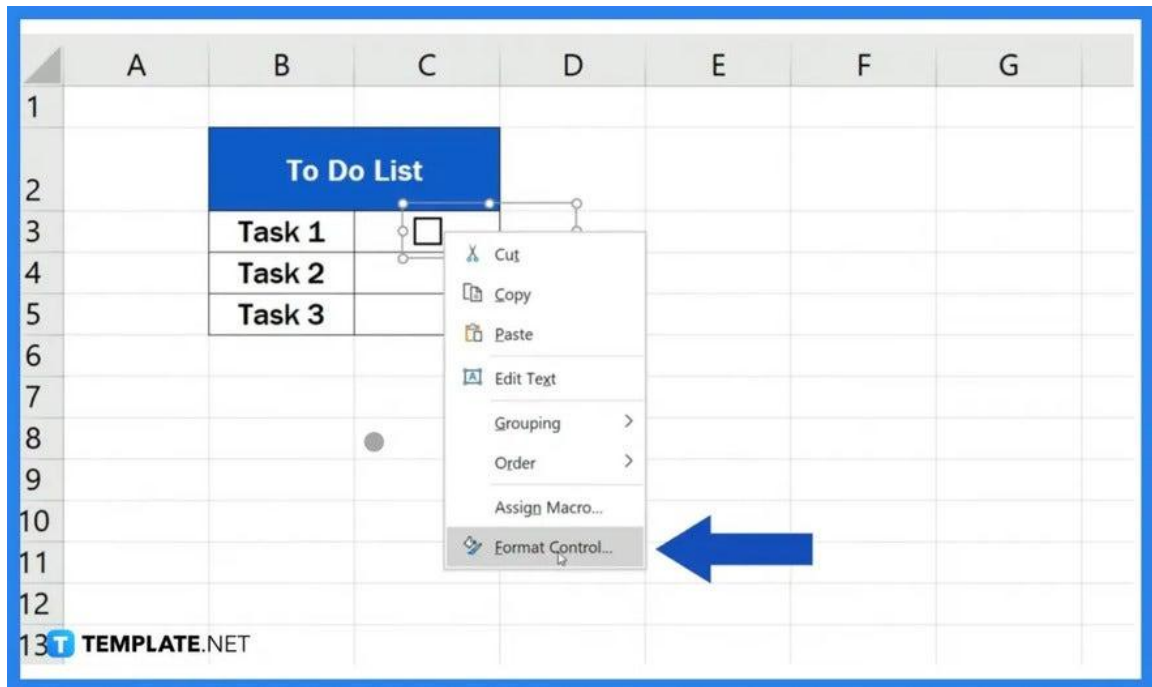 A B C D E F G
1
To Do List
2
3 Task 1
Cut
4 Task 2
Copy
5 Task 3
Paste
6
Edit Text
7
Grouping
8
Order
9
Assign Macro...
10
Format Control...
11
12
13 T TEMPLATE.NET